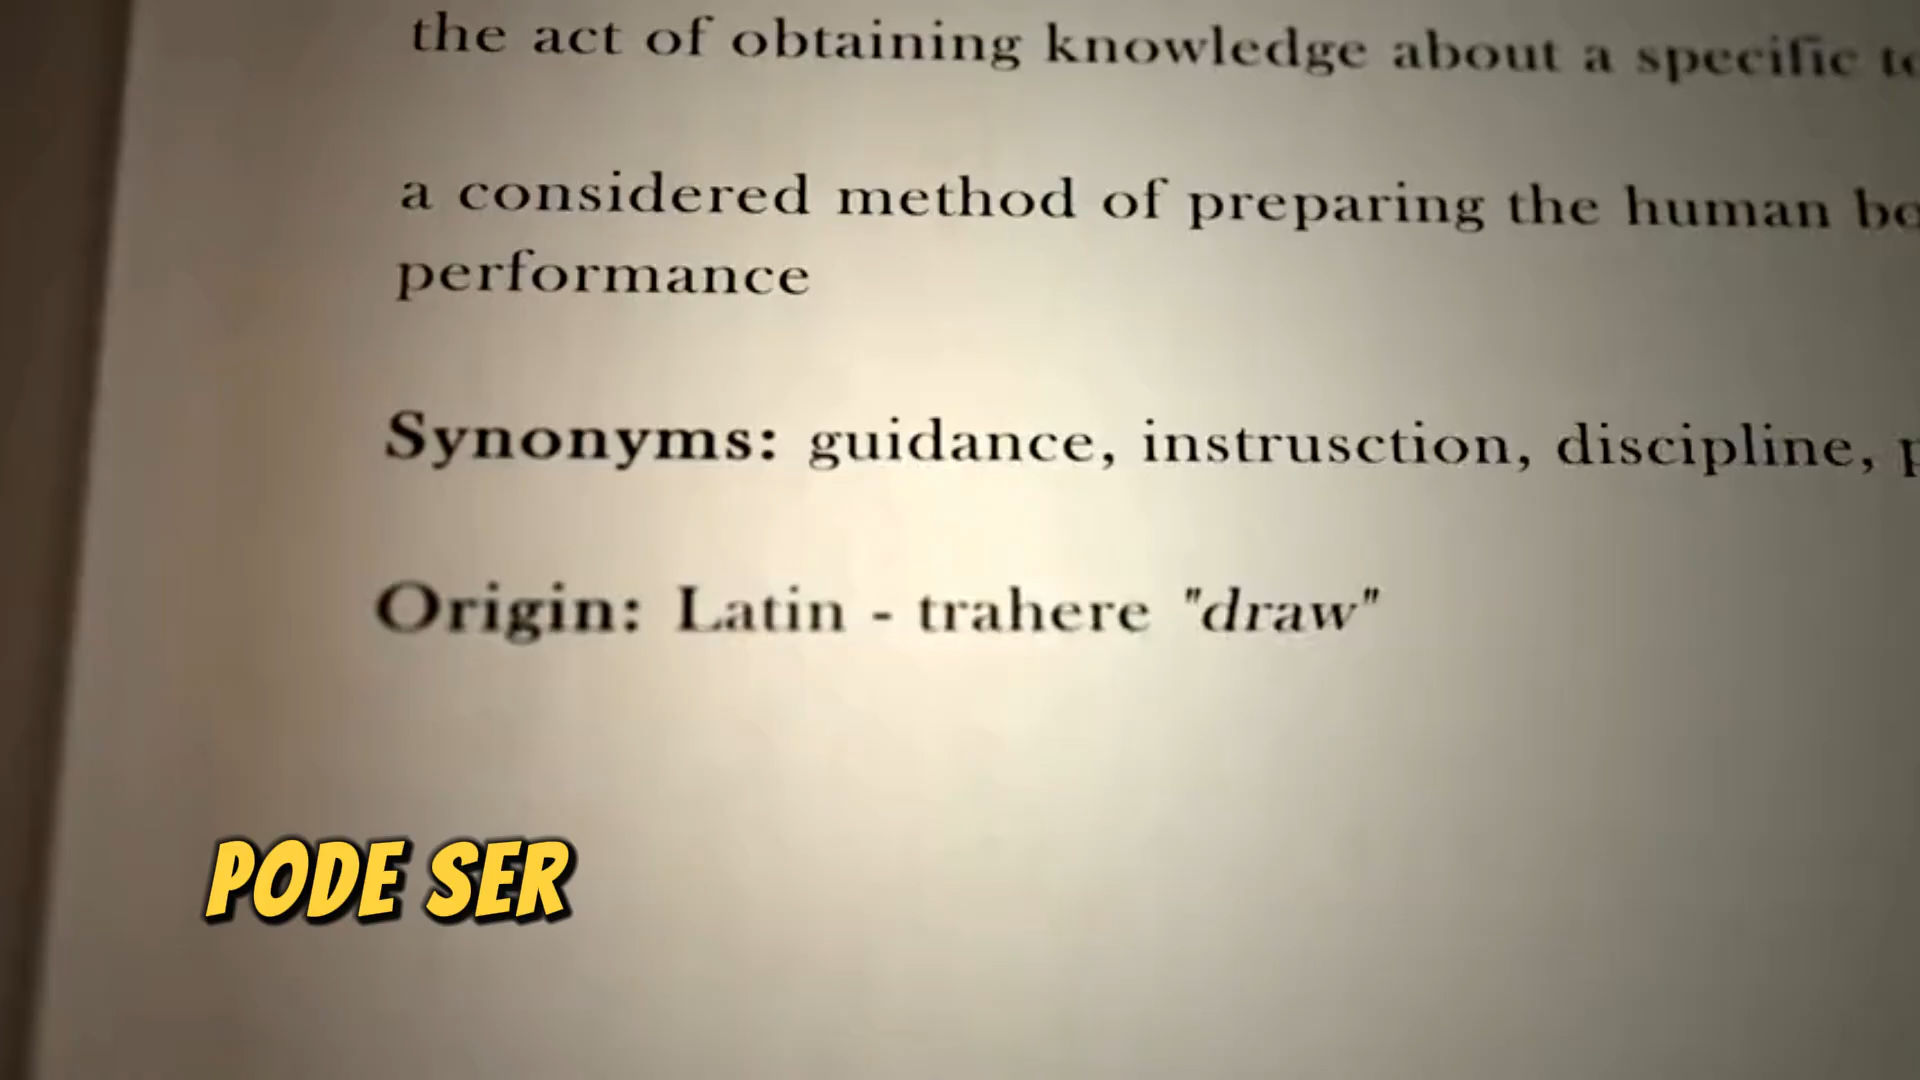 the act of obtaining knowledge about a specific
a considered method of preparing the human
performance
Synonyms: guidance, instrusction, discipline,
Origin: Latin - trahere "draw"
PODE SER